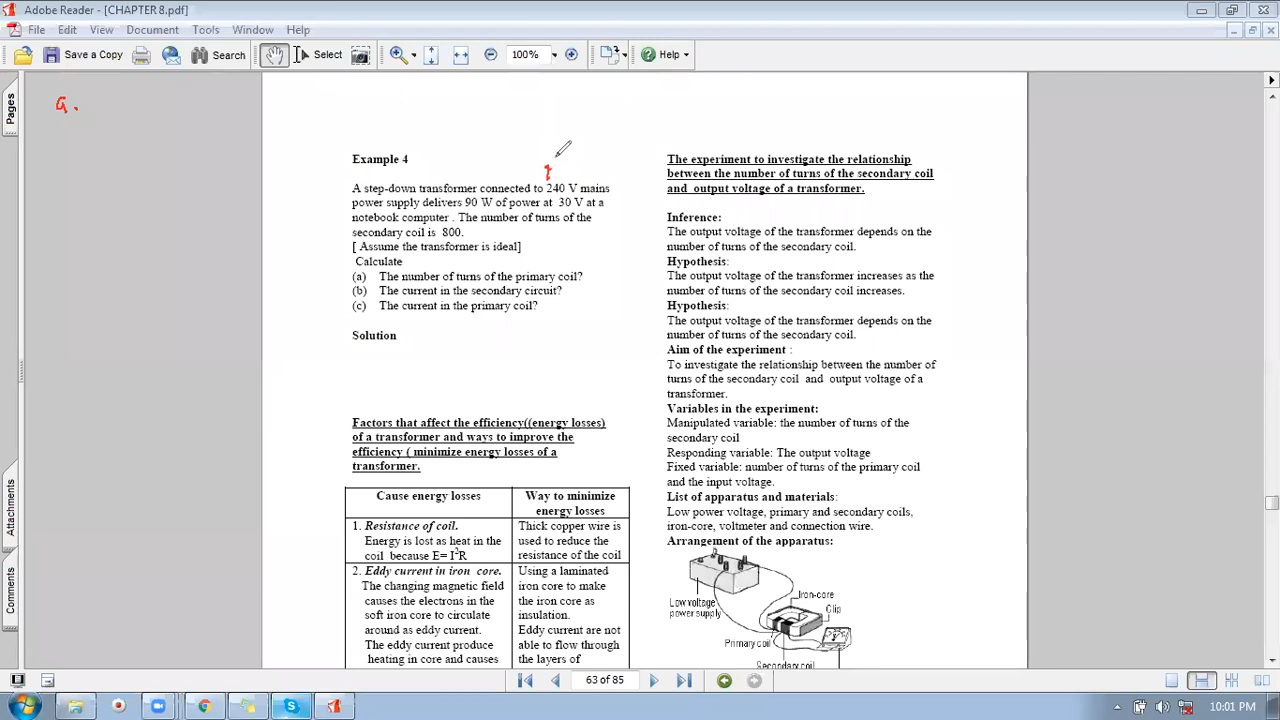 Adobe Reader - [CHAPTER 8.pdf]
File Edit View Document Tools Window Help
Save a Copy Search Select 100% Help
Pages
Attachments
Comments
a.
Example 4
A step-down transformer connected to 240 V mains
power supply delivers 90 W of power at 30 V at a
notebook computer . The number of turns of the
secondary coil is 800.
[ Assume the transformer is ideal]
Calculate
(a) The number of turns of the primary coil?
(b) The current in the secondary circuit?
(c) The current in the primary coil?
Solution
Factors that affect the efficiency((energy losses)
of a transformer and ways to improve the
efficiency ( minimize energy losses of a
transformer.
Cause energy losses
Way to minimize
energy losses
1. Resistance of coil.
Energy is lost as heat in the
coil because E= I²R
Thick copper wire is
used to reduce the
resistance of the coil
2. Eddy current in iron core.
The changing magnetic field
causes the electrons in the
soft iron core to circulate
around as eddy current.
The eddy current produce
heating in core and causes
Using a laminated
iron core to make
the iron core as
insulation.
Eddy current are not
able to flow through
the layers of
The experiment to investigate the relationship
between the number of turns of the secondary coil
and output voltage of a transformer.
Inference:
The output voltage of the transformer depends on the
number of turns of the secondary coil.
Hypothesis:
The output voltage of the transformer increases as the
number of turns of the secondary coil increases.
Hypothesis:
The output voltage of the transformer depends on the
number of turns of the secondary coil.
Aim of the experiment :
To investigate the relationship between the number of
turns of the secondary coil and output voltage of a
transformer.
Variables in the experiment:
Manipulated variable: the number of turns of the
secondary coil
Responding variable: The output voltage
Fixed variable: number of turns of the primary coil
and the input voltage.
List of apparatus and materials:
Low power voltage, primary and secondary coils,
iron-core, voltmeter and connection wire.
Arrangement of the apparatus:
Iron-core
Clip
Low voltage
power supply
Primary coil
Secondary coil
63 of 85
10:01 PM